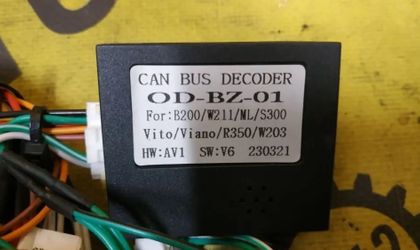 CAN BUS DECODER
OD-BZ-01
For:B200/W211/ML/S300
Vito/Viano/R350/W203
HW:AV1 SW:V6 230321